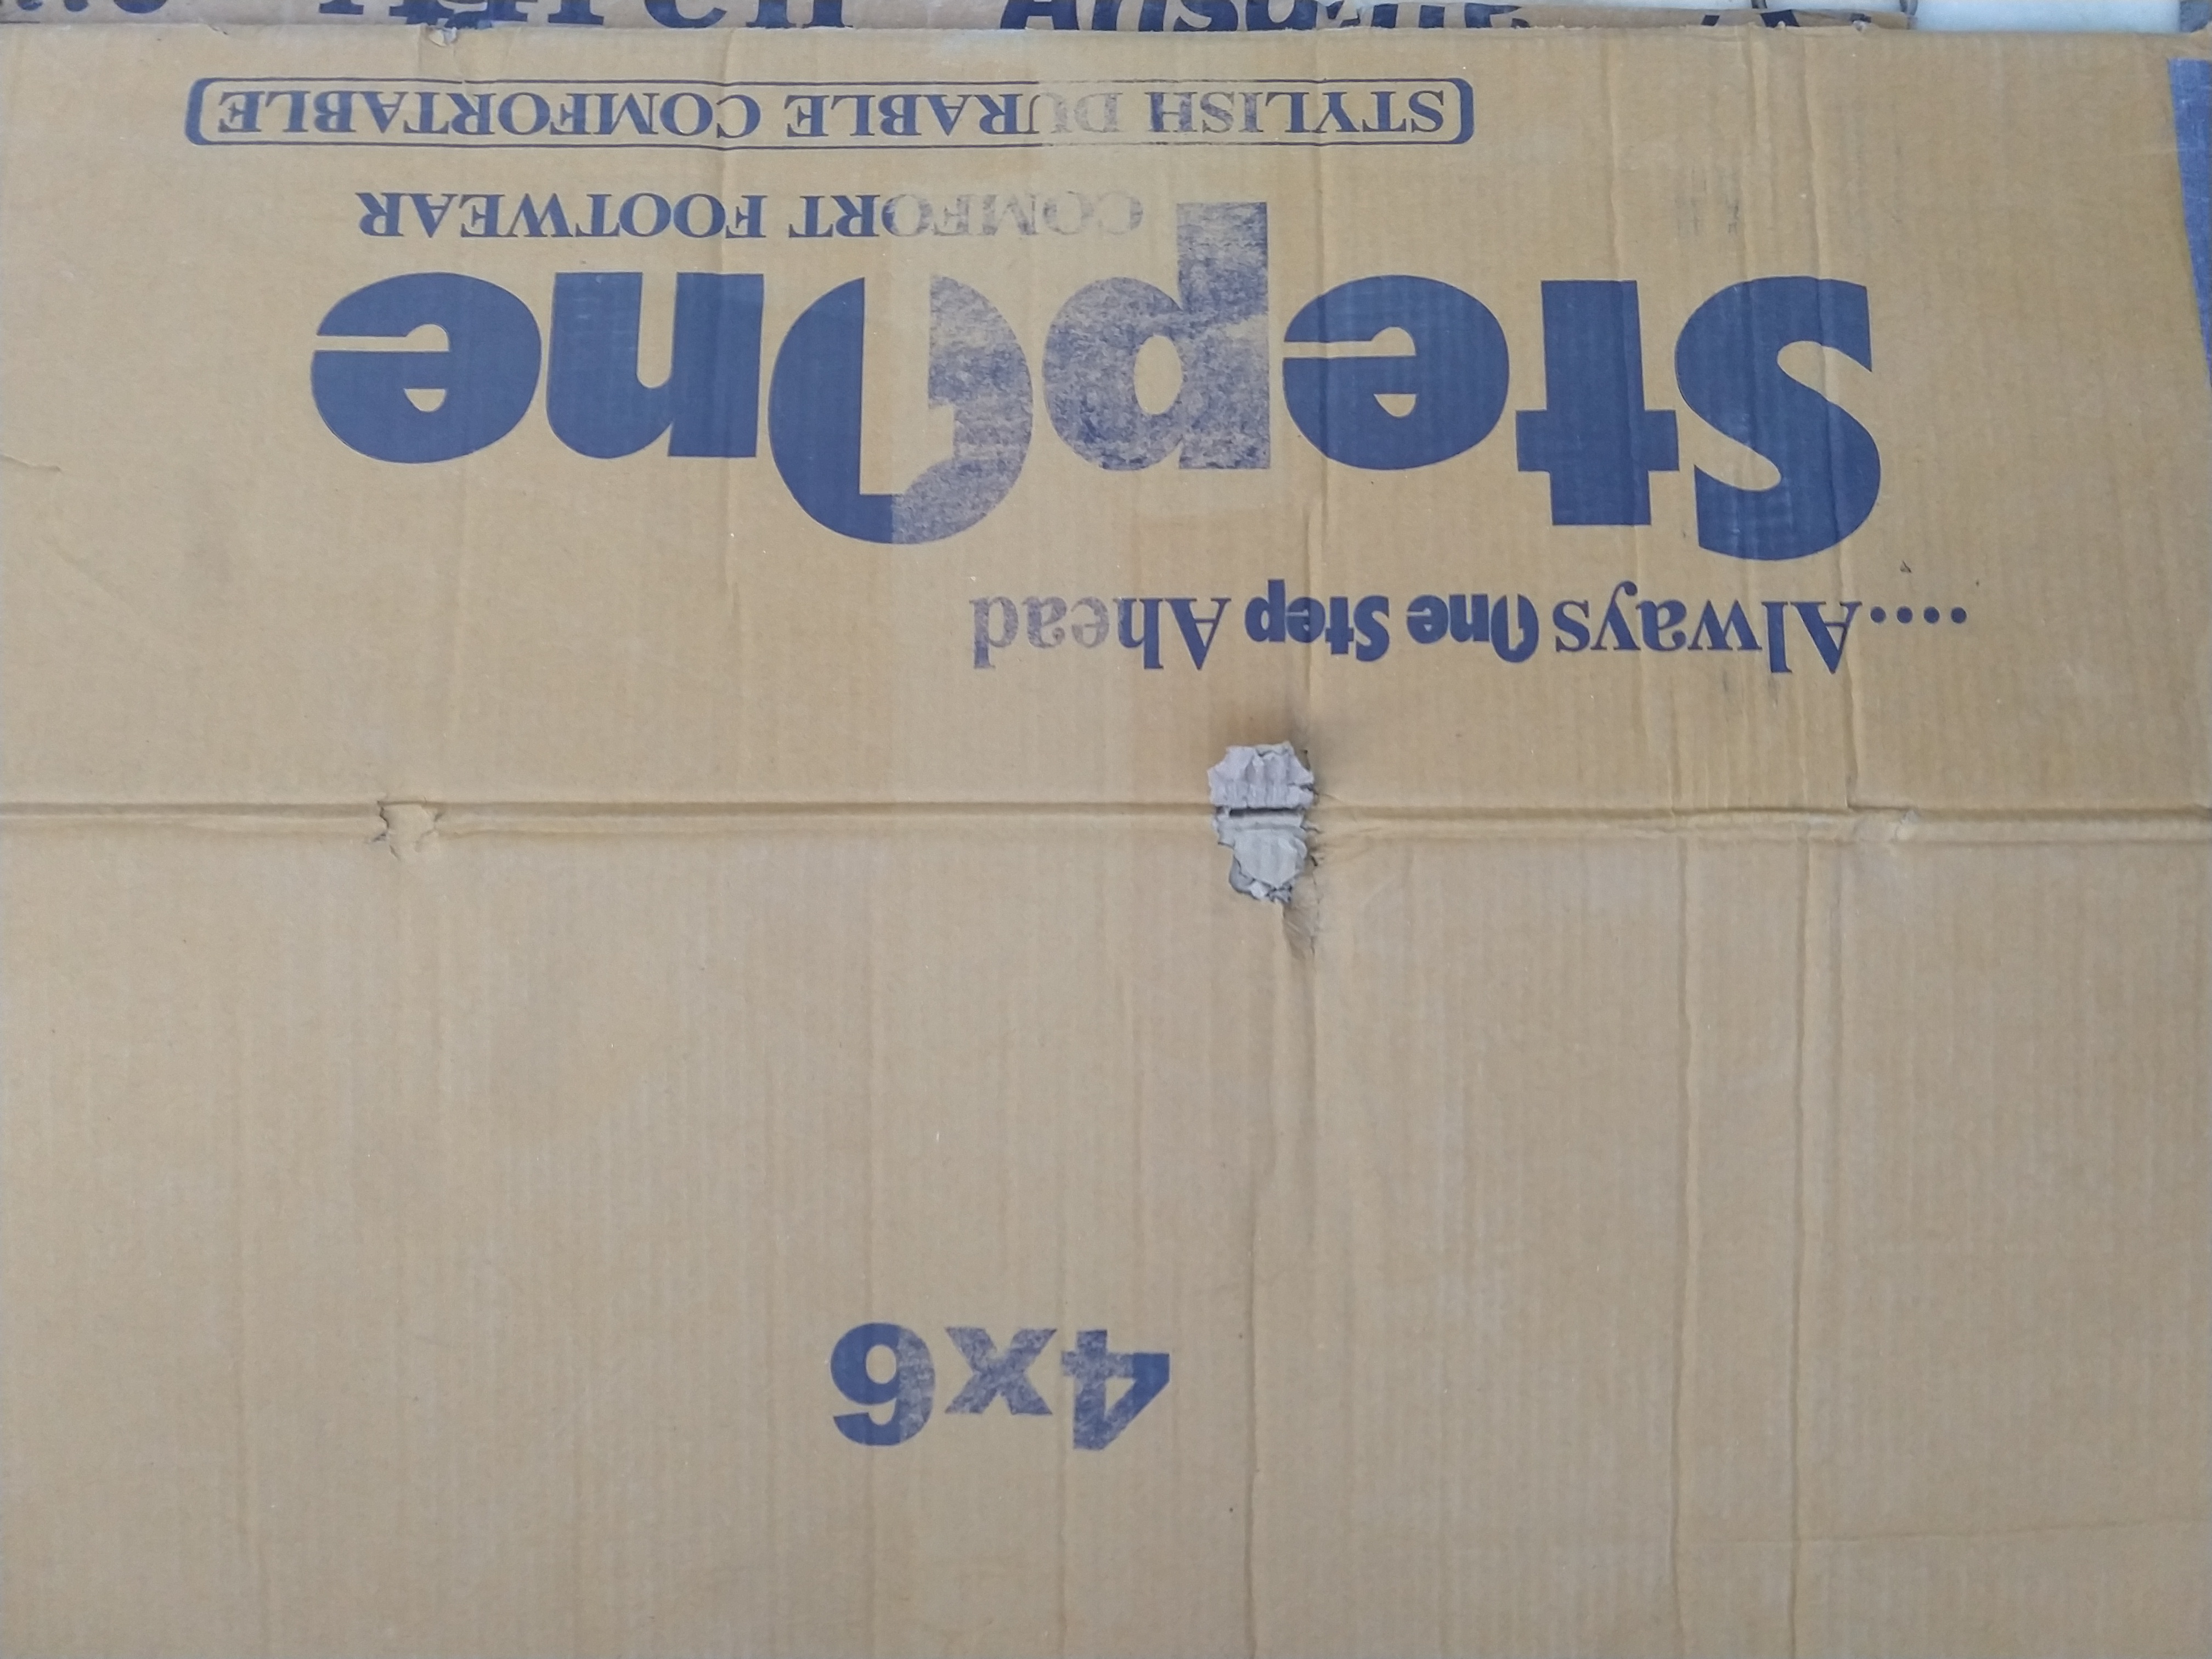 4x6
....Always One Step Ahead
StepOne
COMFORT FOOTWEAR
STYLISH DURABLE COMFORTABLE